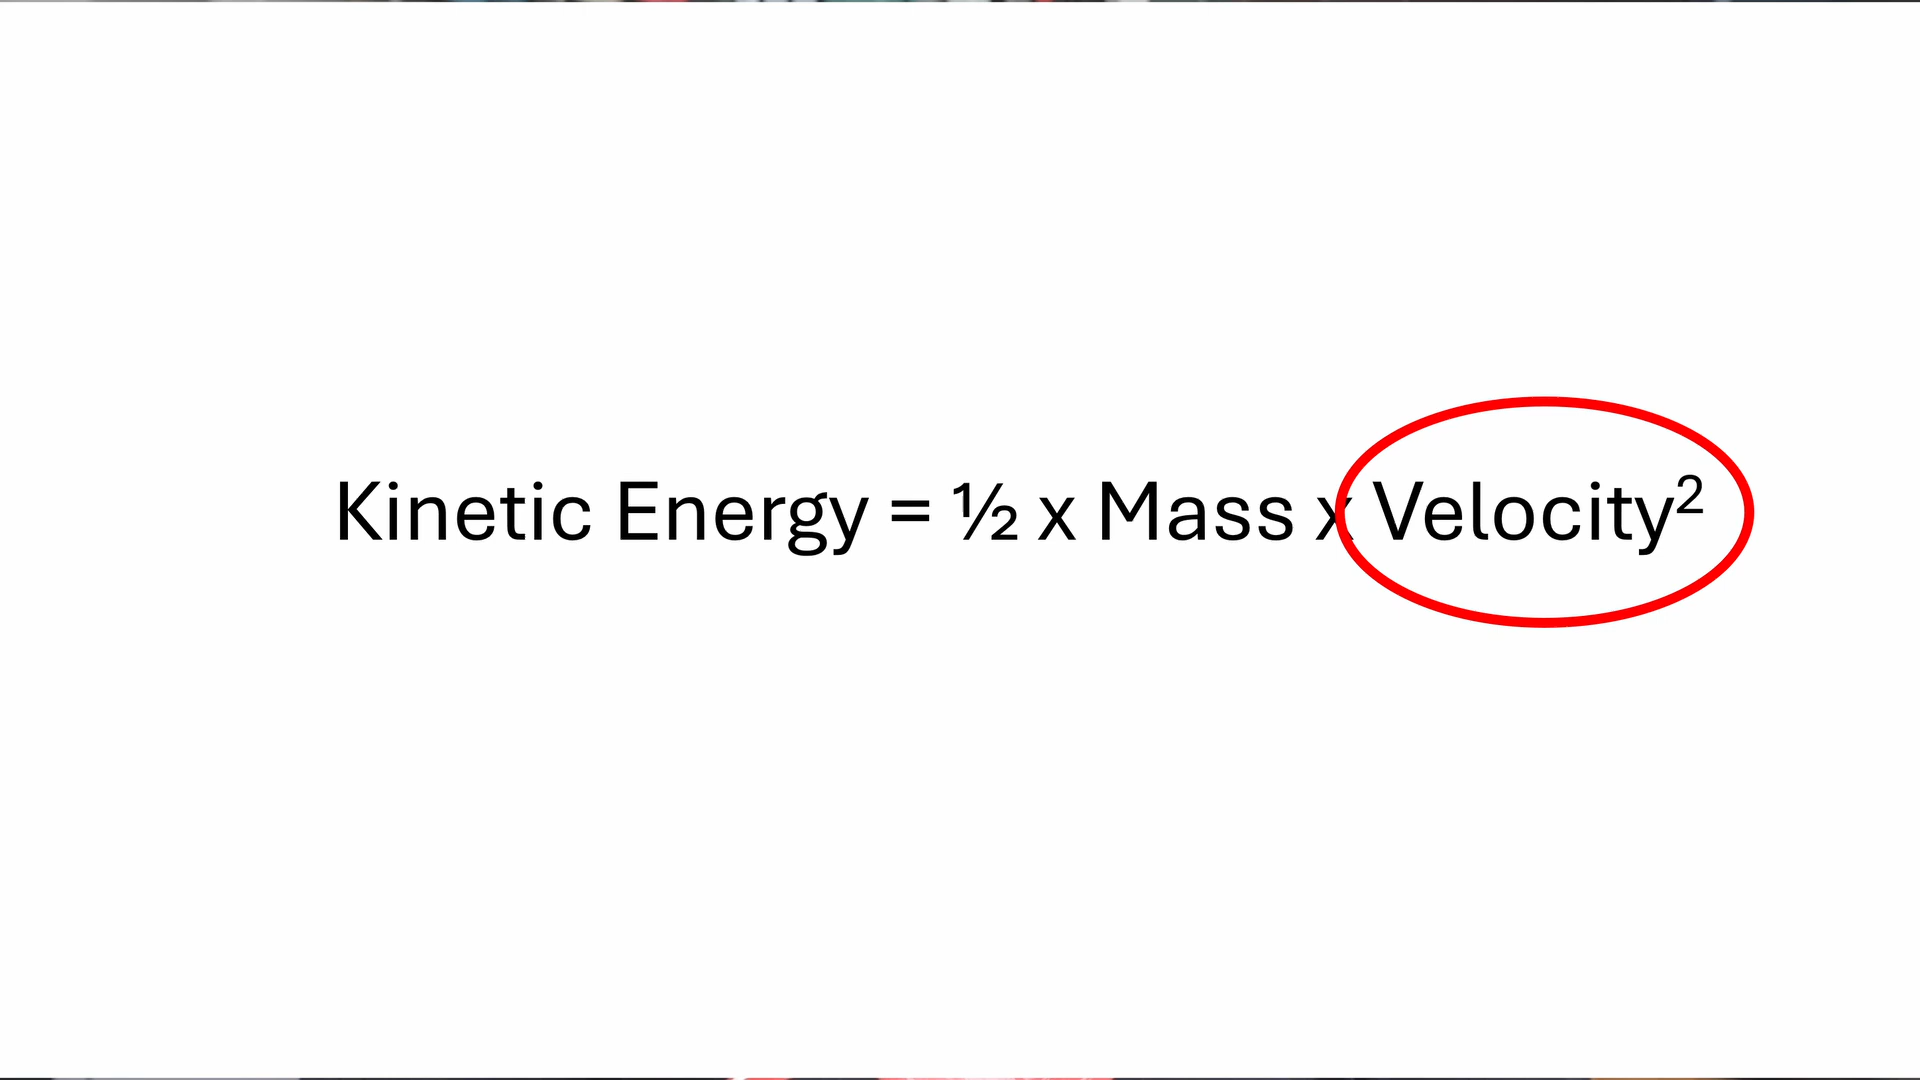 Kinetic Energy = ½ x Mass x Velocity²